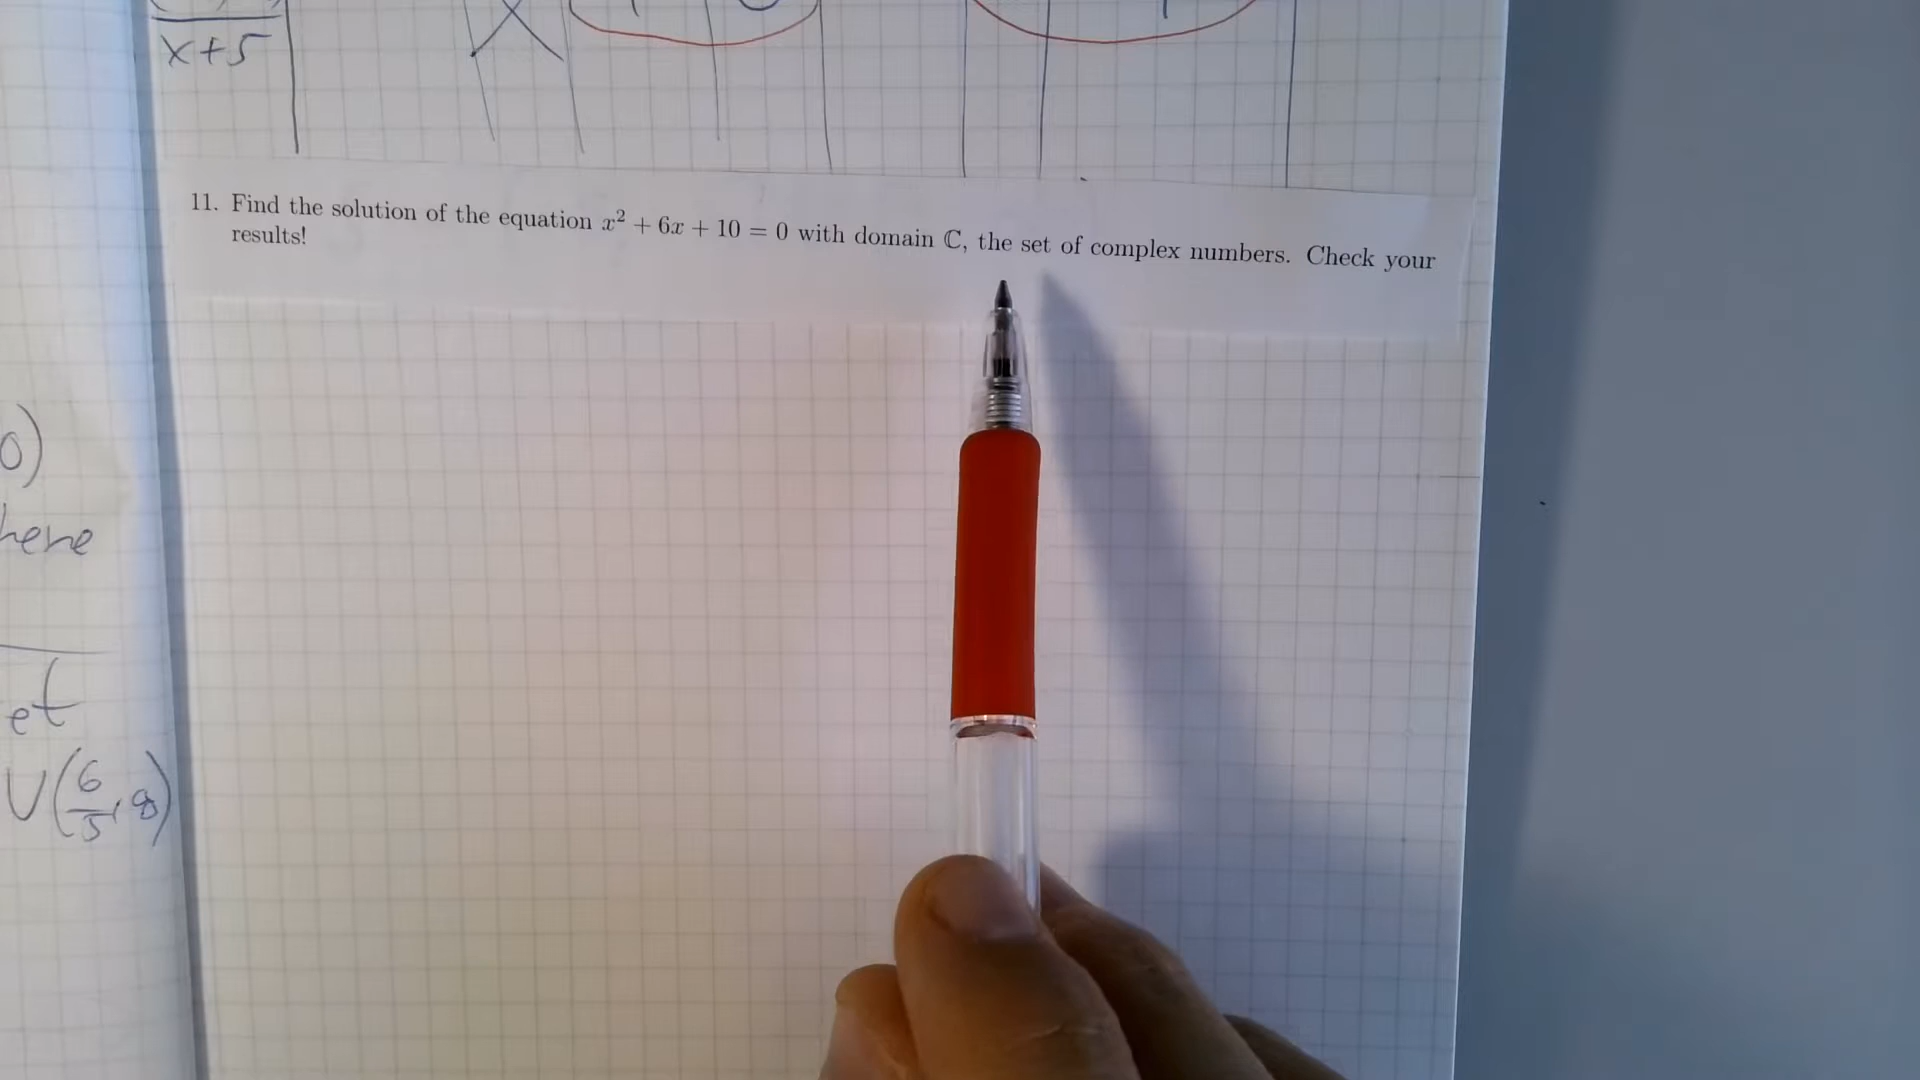 x+5
11. Find the solution of the equation x² + 6x + 10 = 0 with domain ℂ, the set of complex numbers. Check your
results!
0)
here
et
∪(6/5, 8)